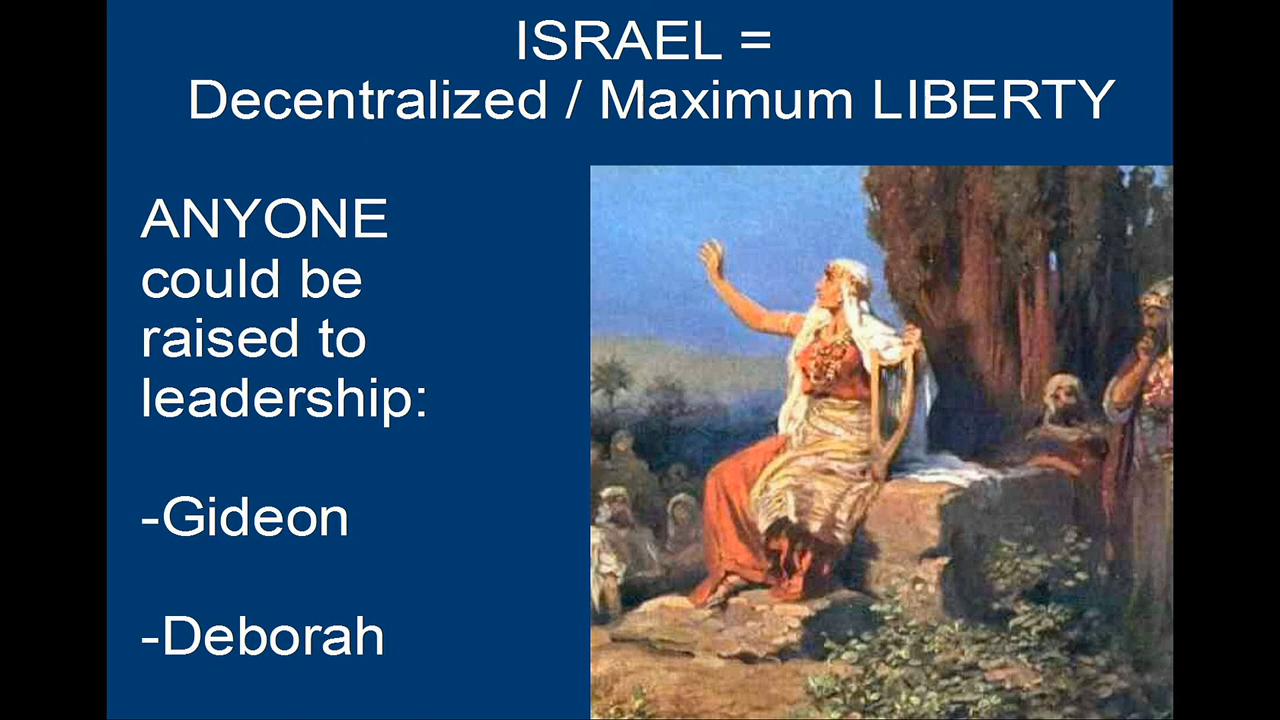 ISRAEL =
Decentralized / Maximum LIBERTY
ANYONE
could be
raised to
leadership:
-Gideon
-Deborah